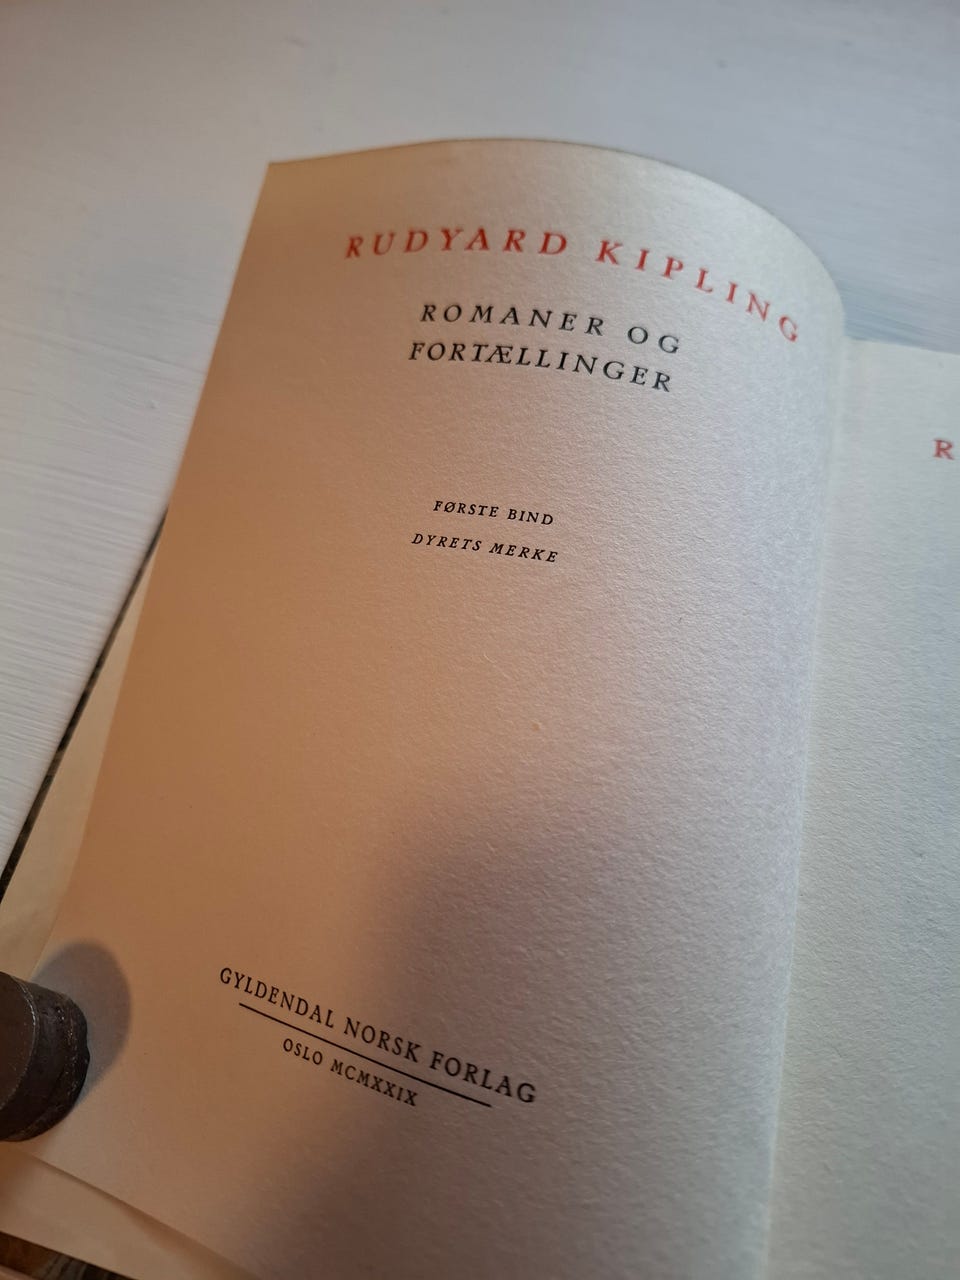 RUDYARD KIPLING
ROMANER OG
FORTÆLLINGER
FØRSTE BIND
DYRETS MERKE
GYLDENDAL NORSK FORLAG
OSLO MCMXXIX
R